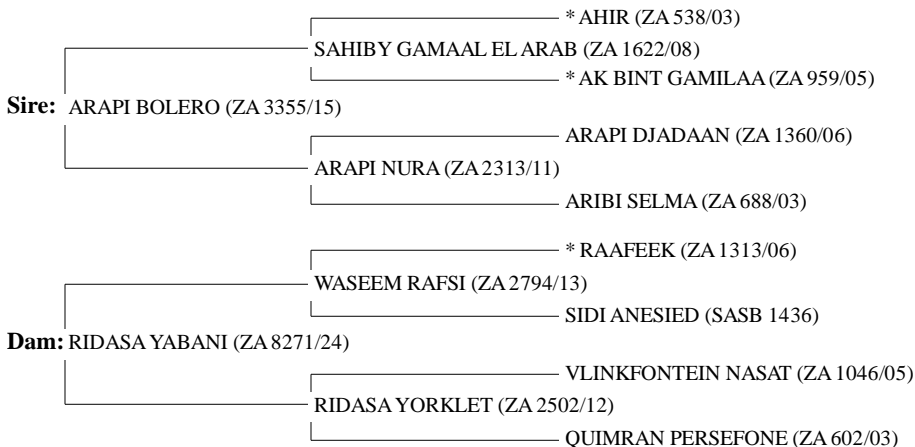 * AHIR (ZA 538/03)
SAHIBY GAMAAL EL ARAB (ZA 1622/08)
* AK BINT GAMILAA (ZA 959/05)
Sire: ARAPI BOLERO (ZA 3355/15)
ARAPI DJADAAN (ZA 1360/06)
ARAPI NURA (ZA 2313/11)
ARIBI SELMA (ZA 688/03)
* RAAFEEK (ZA 1313/06)
WASEEM RAFSI (ZA 2794/13)
SIDI ANESIED (SASB 1436)
Dam: RIDASA YABANI (ZA 8271/24)
VLINKFONTEIN NASAT (ZA 1046/05)
RIDASA YORKLET (ZA 2502/12)
QUIMRAN PERSEFONE (ZA 602/03)